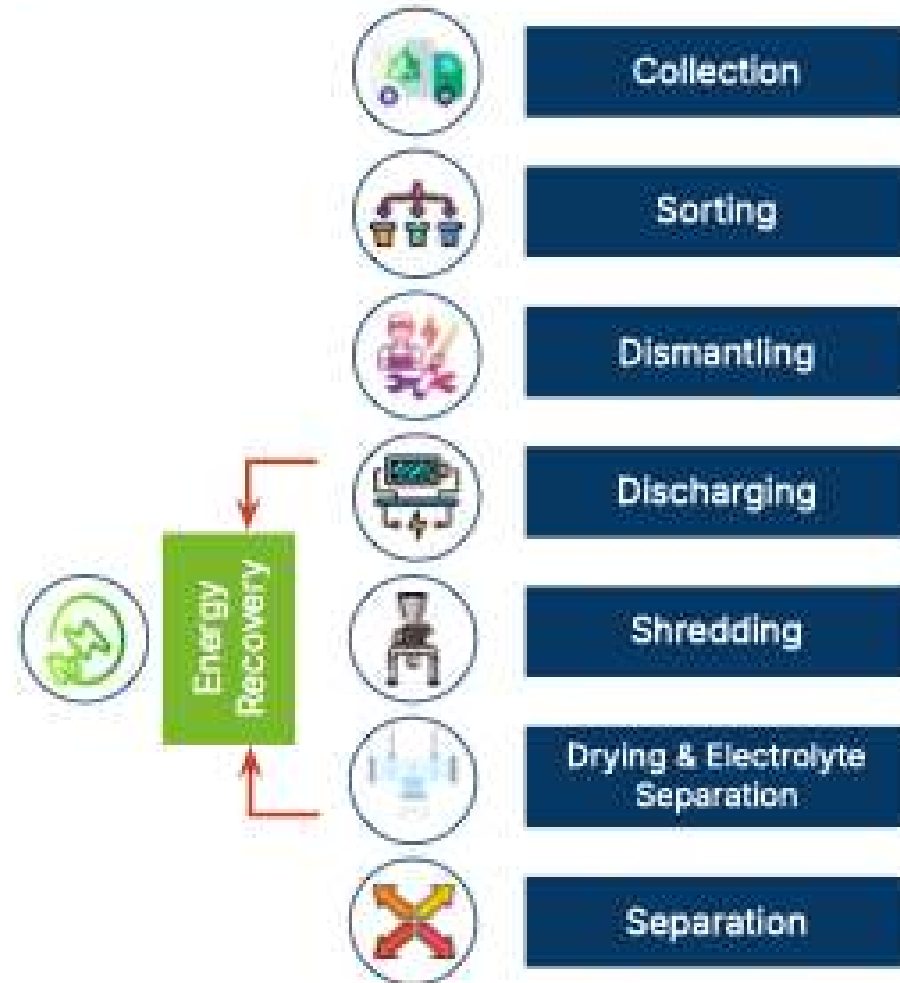 Collection
Sorting
Dismantling
Discharging
Energy
Recovery
Shredding
Drying & Electrolyte
Separation
Separation